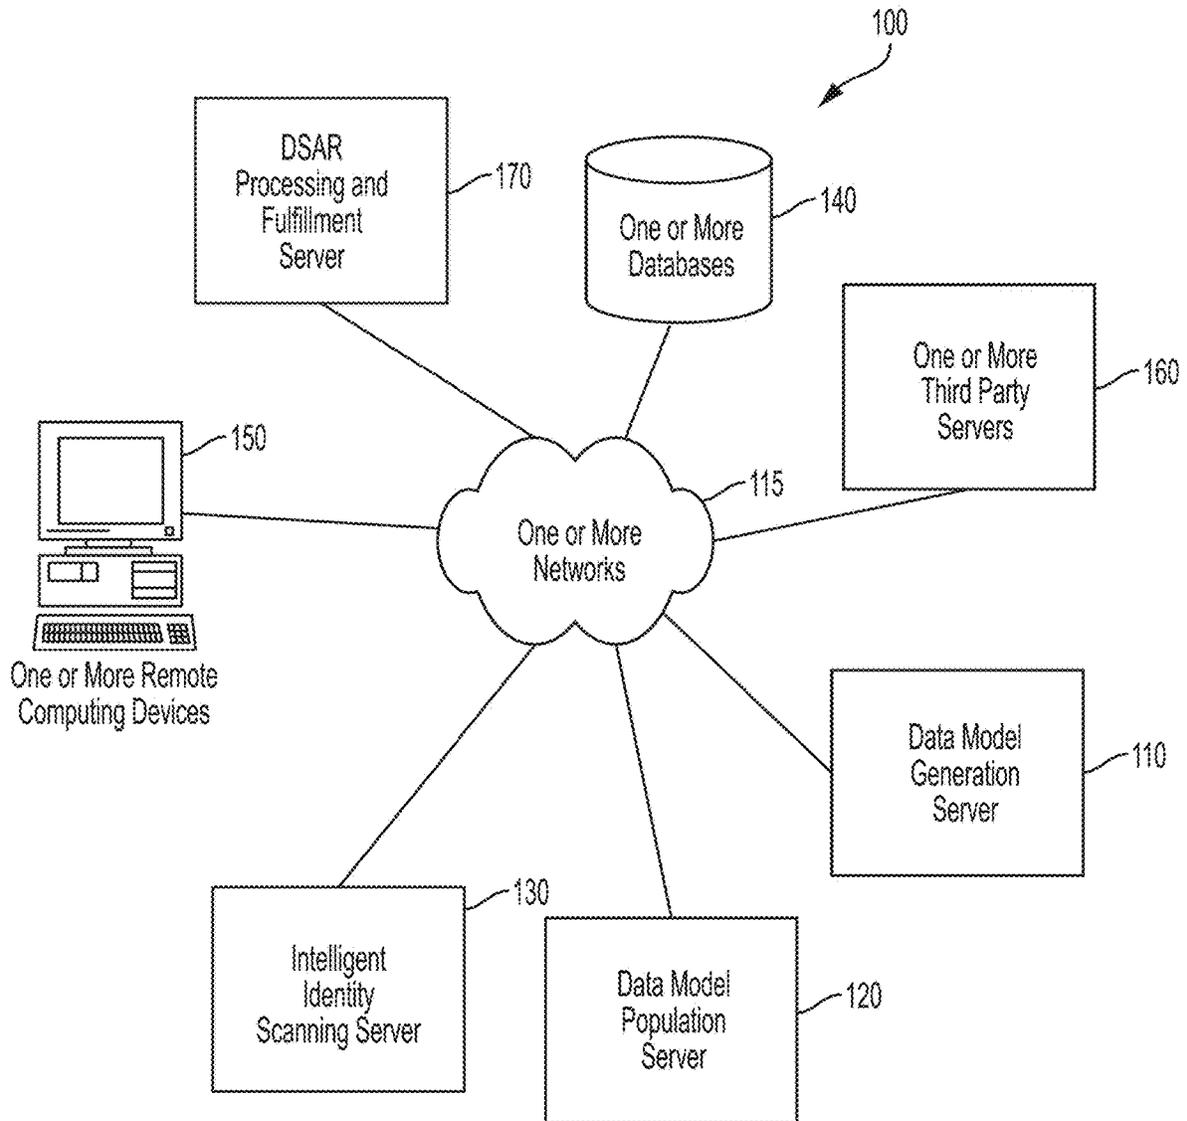 100
DSAR
Processing and
Fulfillment
Server
170
One or More
Databases
140
One or More
Third Party
Servers
160
150
One or More Remote
Computing Devices
One or More
Networks
115
Data Model
Generation
Server
110
Intelligent
Identity
Scanning Server
130
Data Model
Population
Server
120